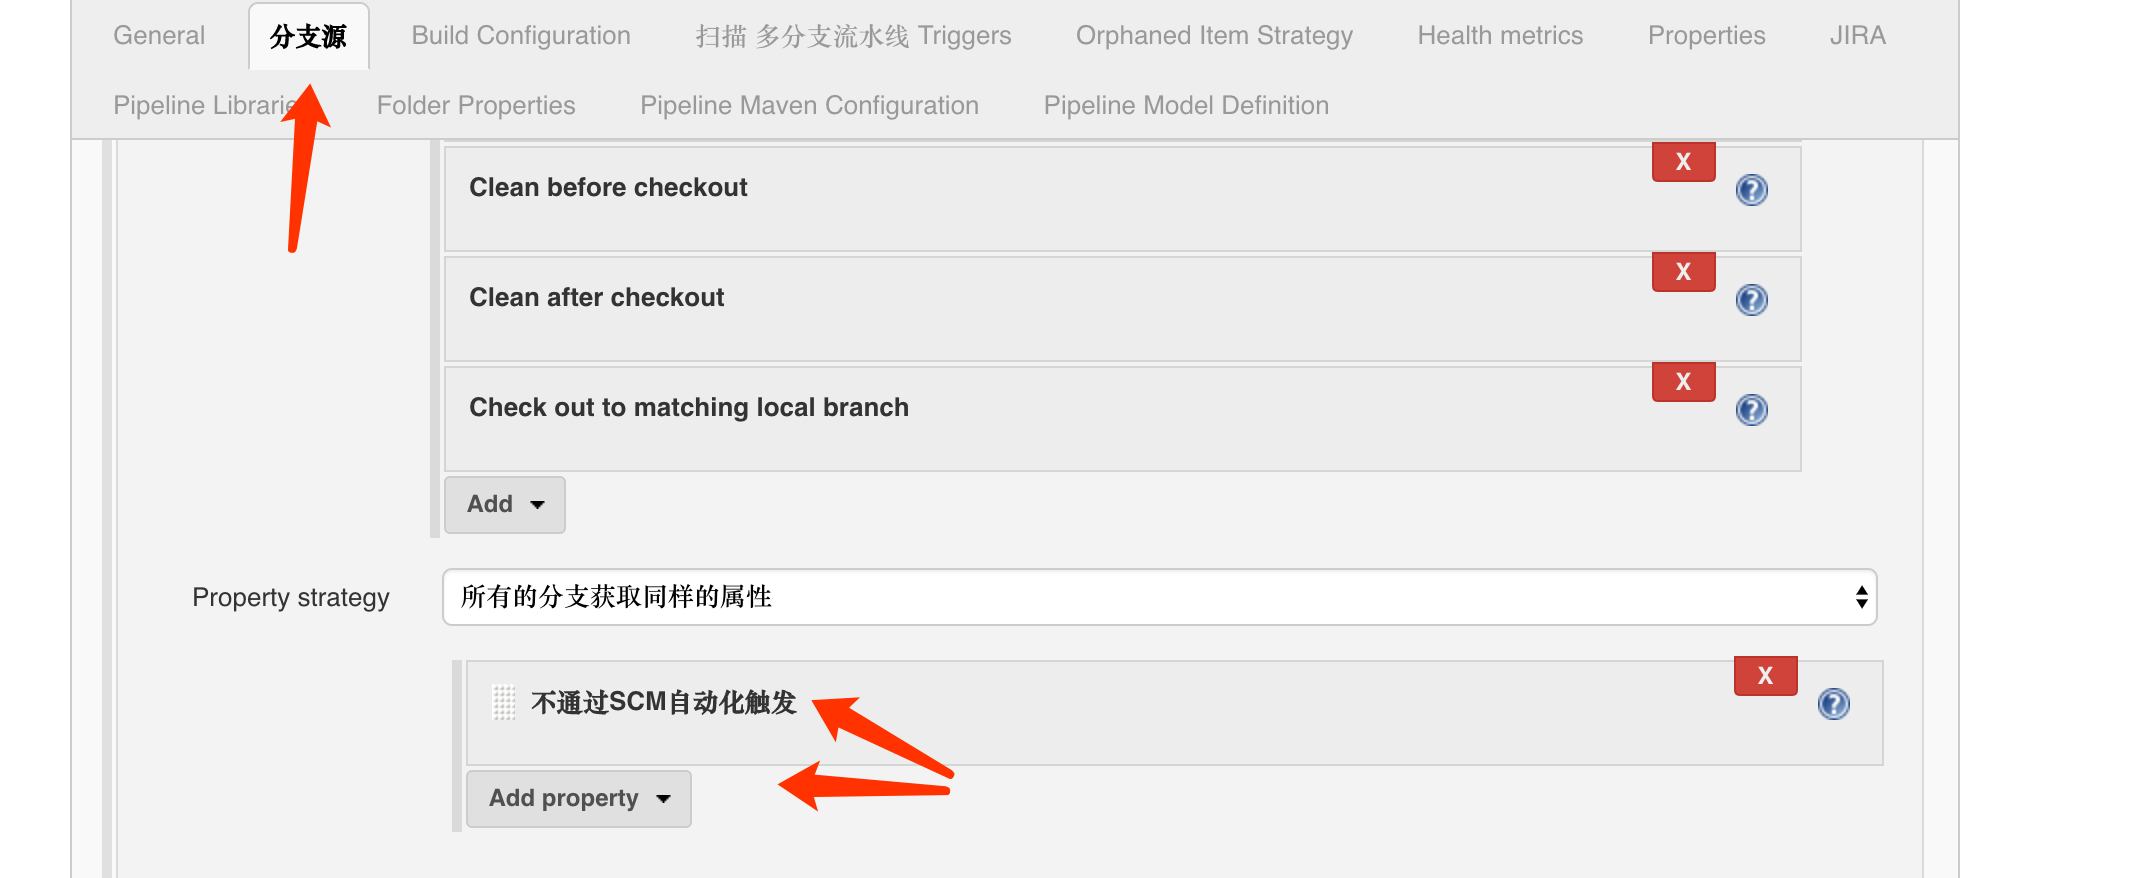 General 分支源 Build Configuration 扫描 多分支流水线 Triggers Orphaned Item Strategy Health metrics Properties JIRA
Pipeline Librarie Folder Properties Pipeline Maven Configuration Pipeline Model Definition
X
Clean before checkout
X
Clean after checkout
X
Check out to matching local branch
Add
Property strategy 所有的分支获取同样的属性
X
不通过SCM自动化触发
Add property